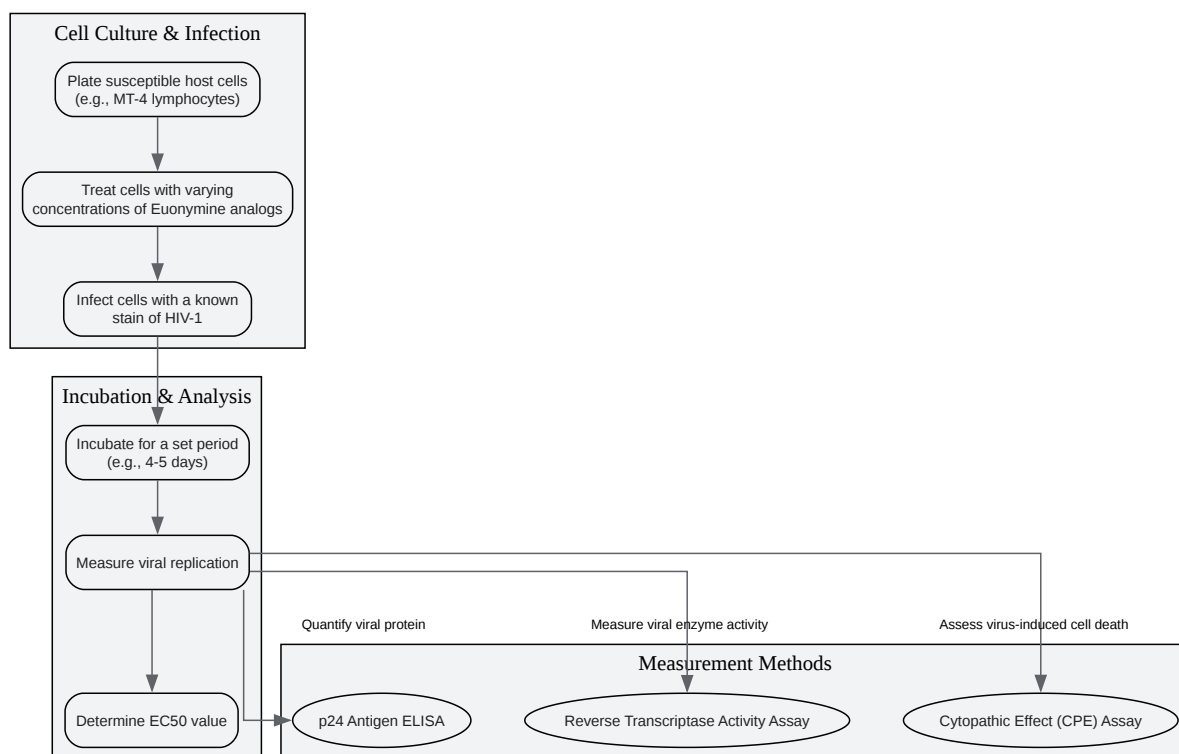 Cell Culture & Infection
Plate susceptible host cells
(e.g., MT-4 lymphocytes)
Treat cells with varying
concentrations of Euonymine analogs
Infect cells with a known
stain of HIV-1
Incubation & Analysis
Incubate for a set period
(e.g., 4-5 days)
Measure viral replication
Quantify viral protein
Measure viral enzyme activity
Assess virus-induced cell death
Measurement Methods
Determine EC50 value
p24 Antigen ELISA
Reverse Transcriptase Activity Assay
Cytopathic Effect (CPE) Assay